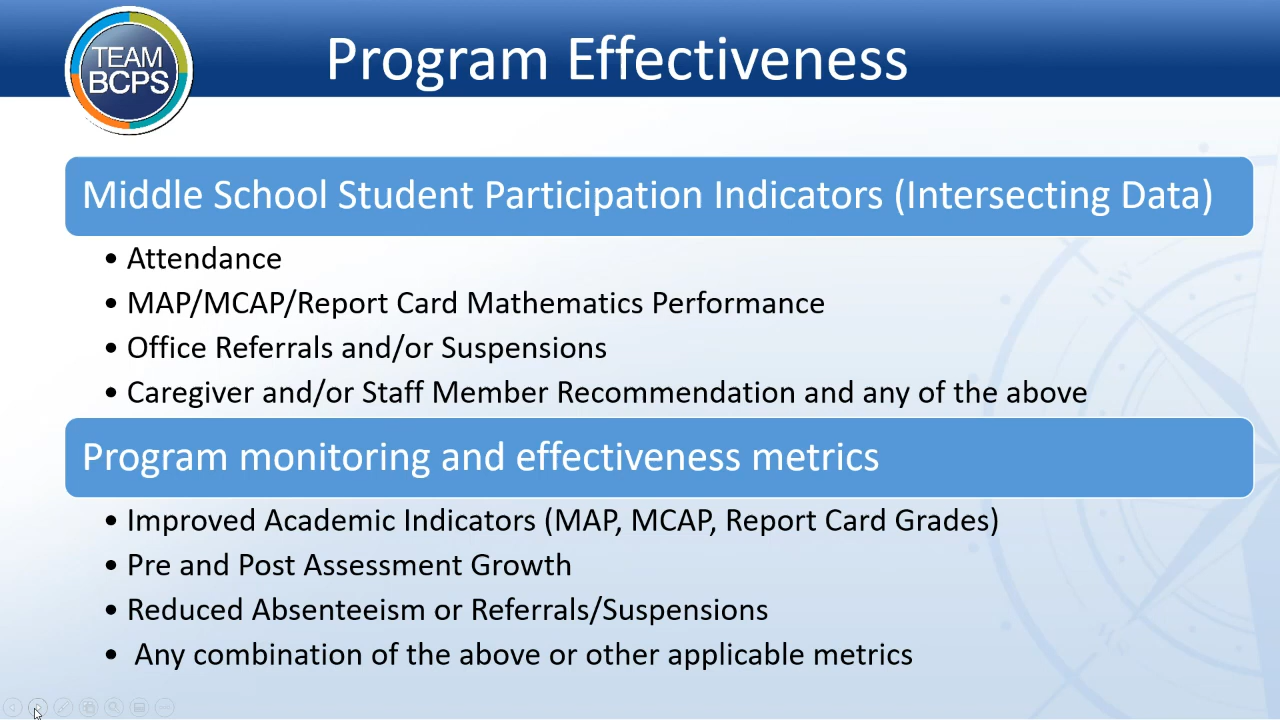 TEAM
BCPS
Program Effectiveness
Middle School Student Participation Indicators (Intersecting Data)
• Attendance
• MAP/MCAP/Report Card Mathematics Performance
• Office Referrals and/or Suspensions
• Caregiver and/or Staff Member Recommendation and any of the above
Program monitoring and effectiveness metrics
• Improved Academic Indicators (MAP, MCAP, Report Card Grades)
• Pre and Post Assessment Growth
• Reduced Absenteeism or Referrals/Suspensions
• Any combination of the above or other applicable metrics
NW